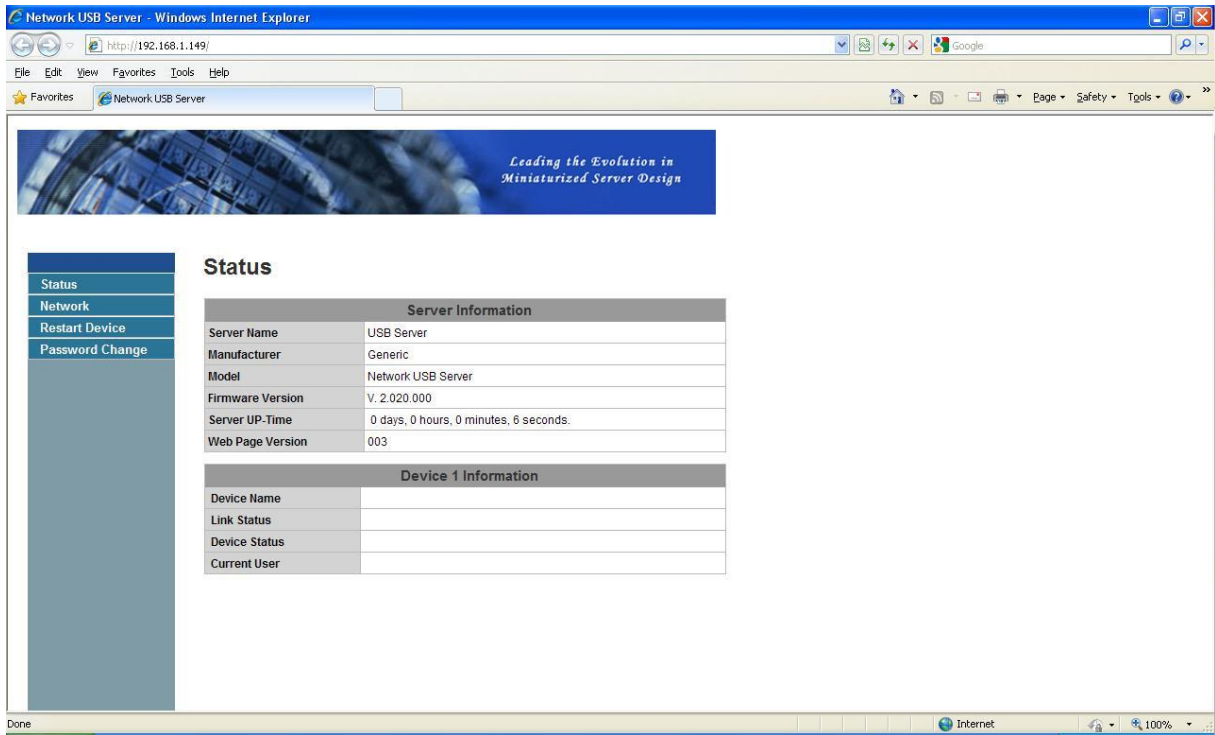 Network USB Server - Windows Internet Explorer
http://192.168.1.149/
Google
File Edit View Favorites Tools Help
Favorites Network USB Server Page Safety Tools
Leading the Evolution in
Miniaturized Server Design
Status
Network
Restart Device
Password Change
Status
Server Information
Server Name USB Server
Manufacturer Generic
Model Network USB Server
Firmware Version V. 2.020.000
Server UP-Time 0 days, 0 hours, 0 minutes, 6 seconds.
Web Page Version 003
Device 1 Information
Device Name
Link Status
Device Status
Current User
Done Internet 100%